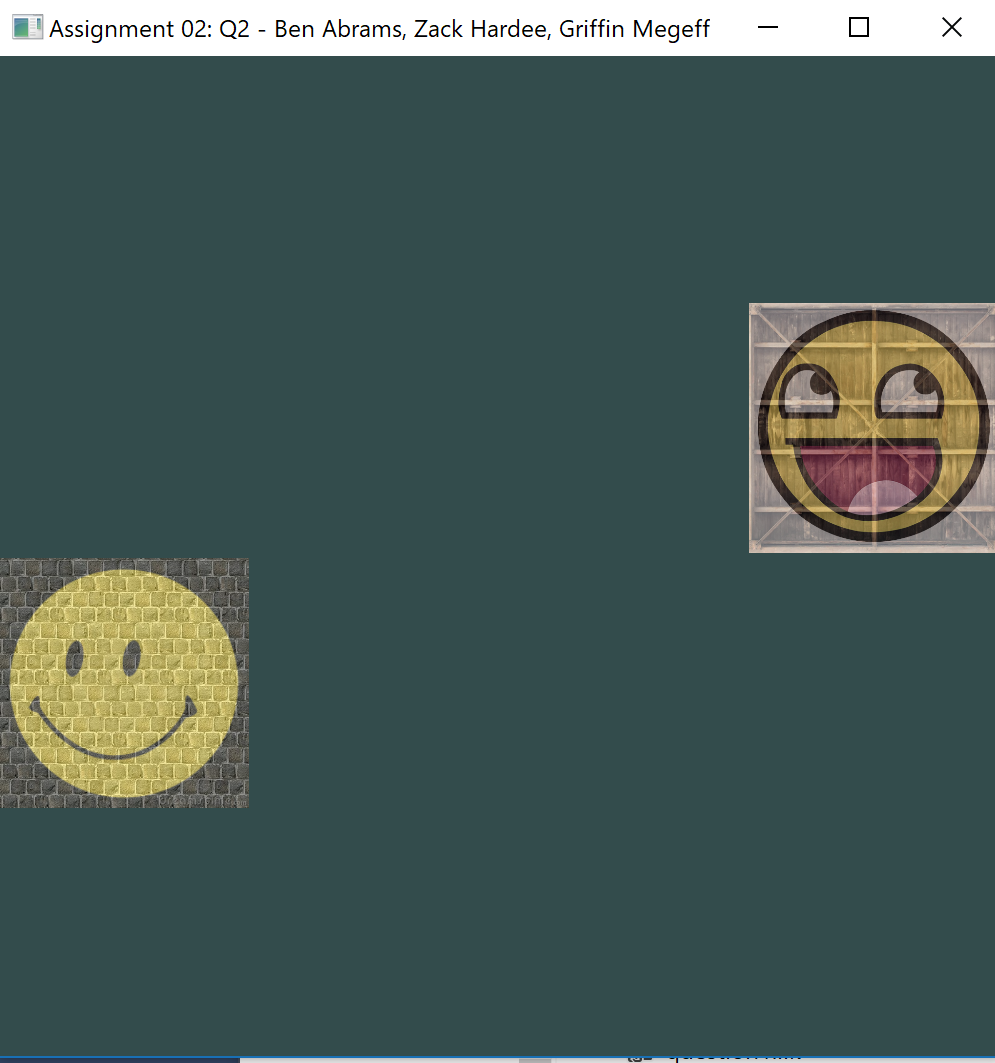 Assignment 02: Q2 - Ben Abrams, Zack Hardee, Griffin Megeff